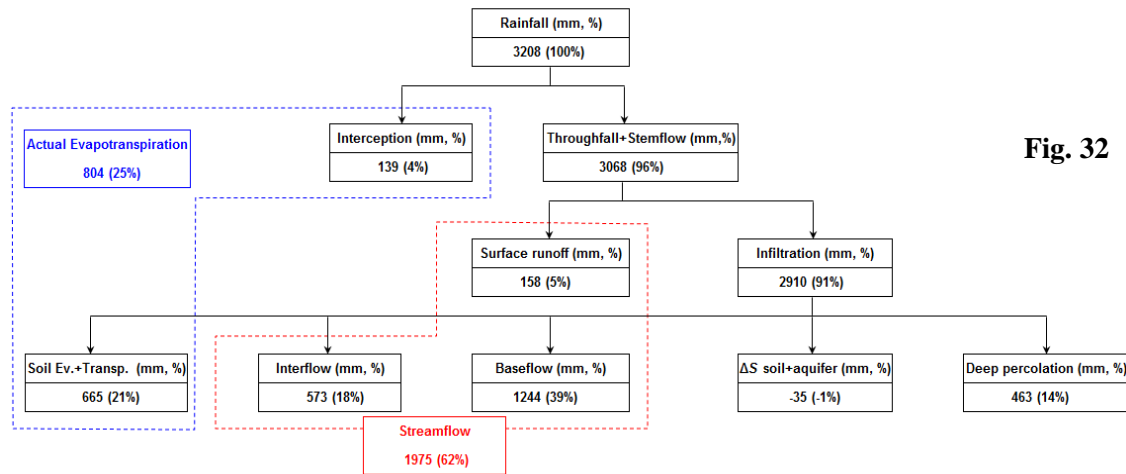 Rainfall (mm, %)
3208 (100%)
Actual Evapotranspiration
804 (25%)
Interception (mm, %)
139 (4%)
Throughfall+Stemflow (mm,%)
3068 (96%)
Fig. 32
Surface runoff (mm, %)
158 (5%)
Infiltration (mm, %)
2910 (91%)
Soil Ev.+Transp. (mm, %)
665 (21%)
Interflow (mm, %)
573 (18%)
Baseflow (mm, %)
1244 (39%)
ΔS soil+aquifer (mm, %)
-35 (-1%)
Deep percolation (mm, %)
463 (14%)
Streamflow
1975 (62%)